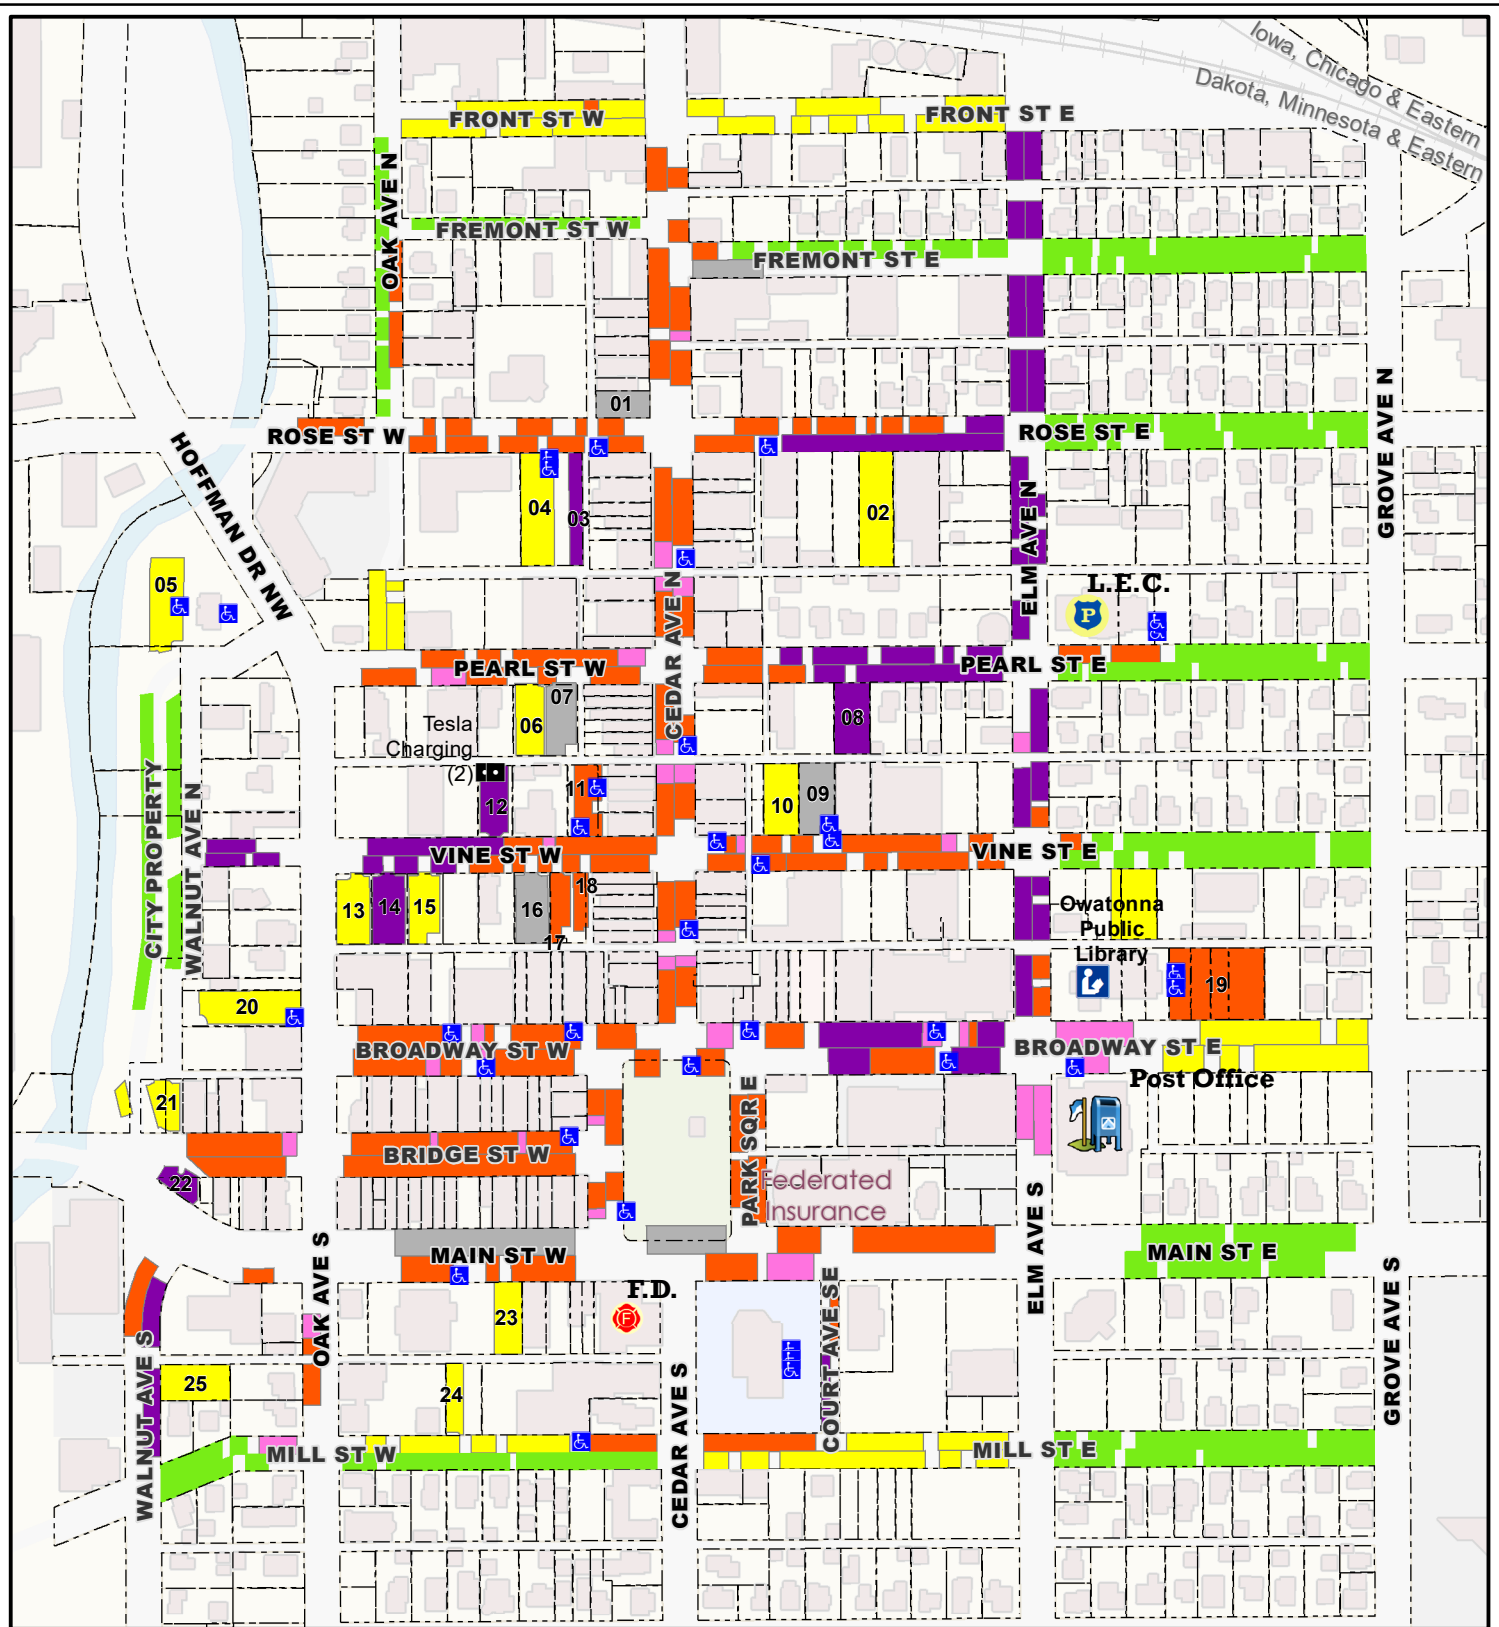 Iowa, Chicago & Eastern
Dakota, Minnesota & Eastern
FRONT ST W
FRONT ST E
OAK AVE N
FREMONT ST W
FREMONT ST E
01
ROSE ST W
ROSE ST E
GROVE AVE N
HOFFMAN DR NW
04
03
02
ELM AVE N
05
L.E.C.
P
CEDAR AVE N
PEARL ST W
PEARL ST E
07
06
08
Tesla
Charging
(2)
12
11
10
09
CITY PROPERTY
WALNUT AVE N
VINE ST W
VINE ST E
13
14
15
16
17
18
Owatonna
Public
Library
19
20
BROADWAY ST W
BROADWAY ST E
Post Office
21
PARK SQR E
BRIDGE ST W
22
Federated
Insurance
ELM AVE S
MAIN ST W
MAIN ST E
OAK AVE S
F.D.
F
23
COURT AVE SE
GROVE AVE S
WALNUT AVE S
25
24
CEDAR AVE S
MILL ST W
MILL ST E